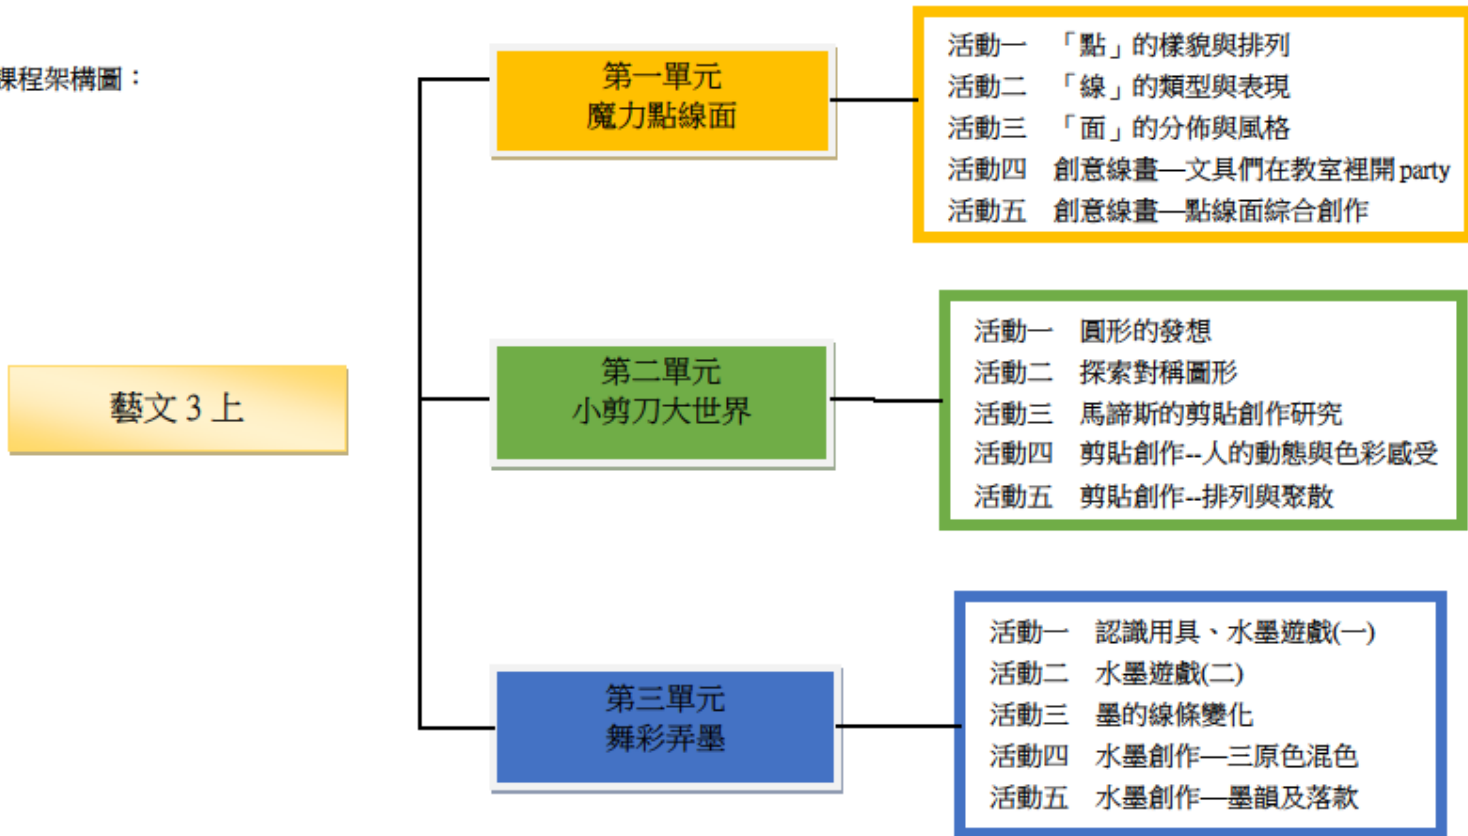 課程架構圖：
藝文 3 上
第一單元
魔力點線面
活動一 「點」的樣貌與排列
活動二 「線」的類型與表現
活動三 「面」的分佈與風格
活動四 創意線畫—文具們在教室裡開 party
活動五 創意線畫—點線面綜合創作
第二單元
小剪刀大世界
活動一 圓形的發想
活動二 探索對稱圖形
活動三 馬諦斯的剪貼創作研究
活動四 剪貼創作--人的動態與色彩感受
活動五 剪貼創作--排列與聚散
第三單元
舞彩弄墨
活動一 認識用具、水墨遊戲(一)
活動二 水墨遊戲(二)
活動三 墨的線條變化
活動四 水墨創作—三原色混色
活動五 水墨創作—墨韻及落款